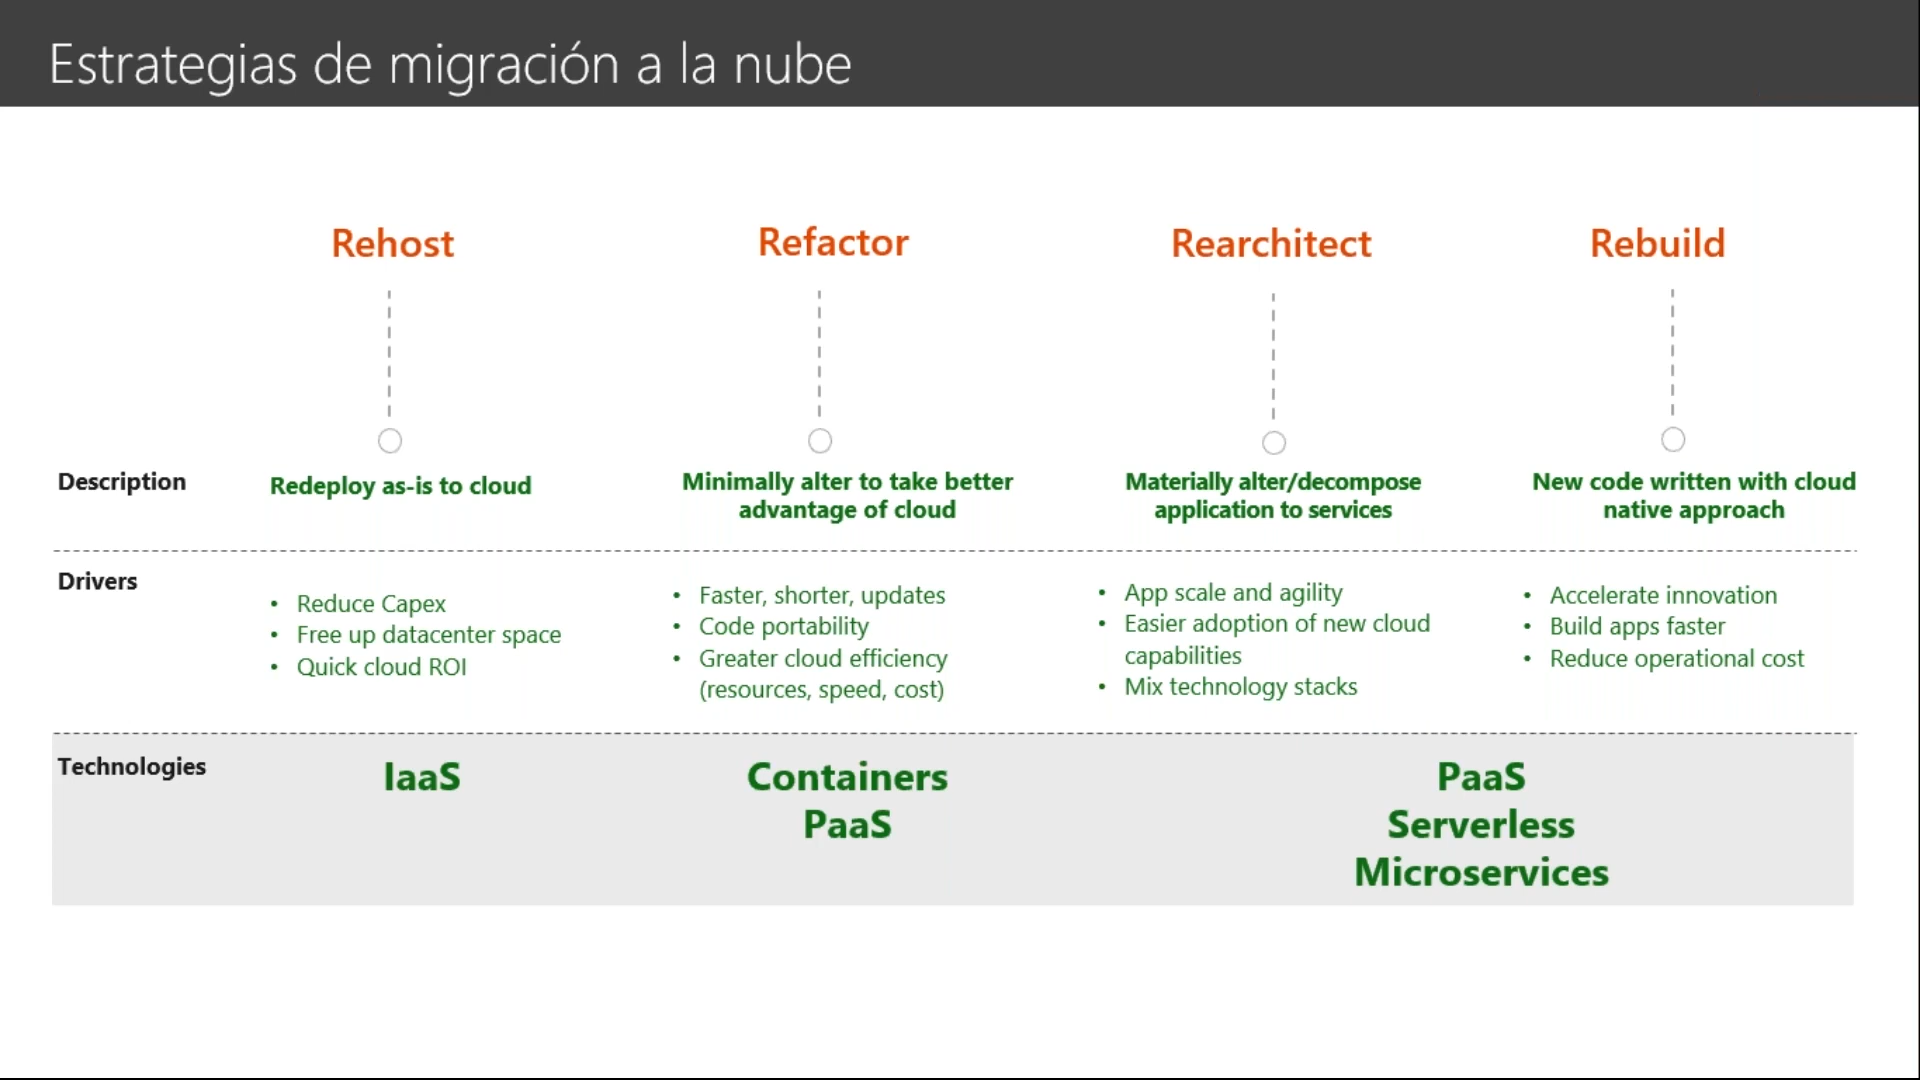 Estrategias de migración a la nube
Rehost
Refactor
Rearchitect
Rebuild
Description
Redeploy as-is to cloud
Minimally alter to take better
advantage of cloud
Materially alter/decompose
application to services
New code written with cloud
native approach
Drivers
• Reduce Capex
• Free up datacenter space
• Quick cloud ROI
• Faster, shorter, updates
• Code portability
• Greater cloud efficiency
(resources, speed, cost)
• App scale and agility
• Easier adoption of new cloud
capabilities
• Mix technology stacks
• Accelerate innovation
• Build apps faster
• Reduce operational cost
Technologies
IaaS
Containers
PaaS
PaaS
Serverless
Microservices